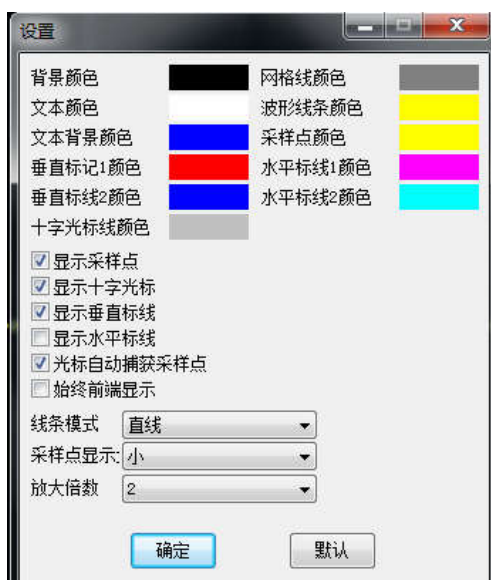 设置
背景颜色 网格线颜色
文本颜色 波形线条颜色
文本背景颜色 采样点颜色
垂直标记1颜色 水平标线1颜色
垂直标线2颜色 水平标线2颜色
十字光标线颜色
显示采样点
显示十字光标
显示垂直标线
显示水平标线
光标自动捕获采样点
始终前端显示
线条模式 直线
采样点显示: 小
放大倍数 2
确定 默认